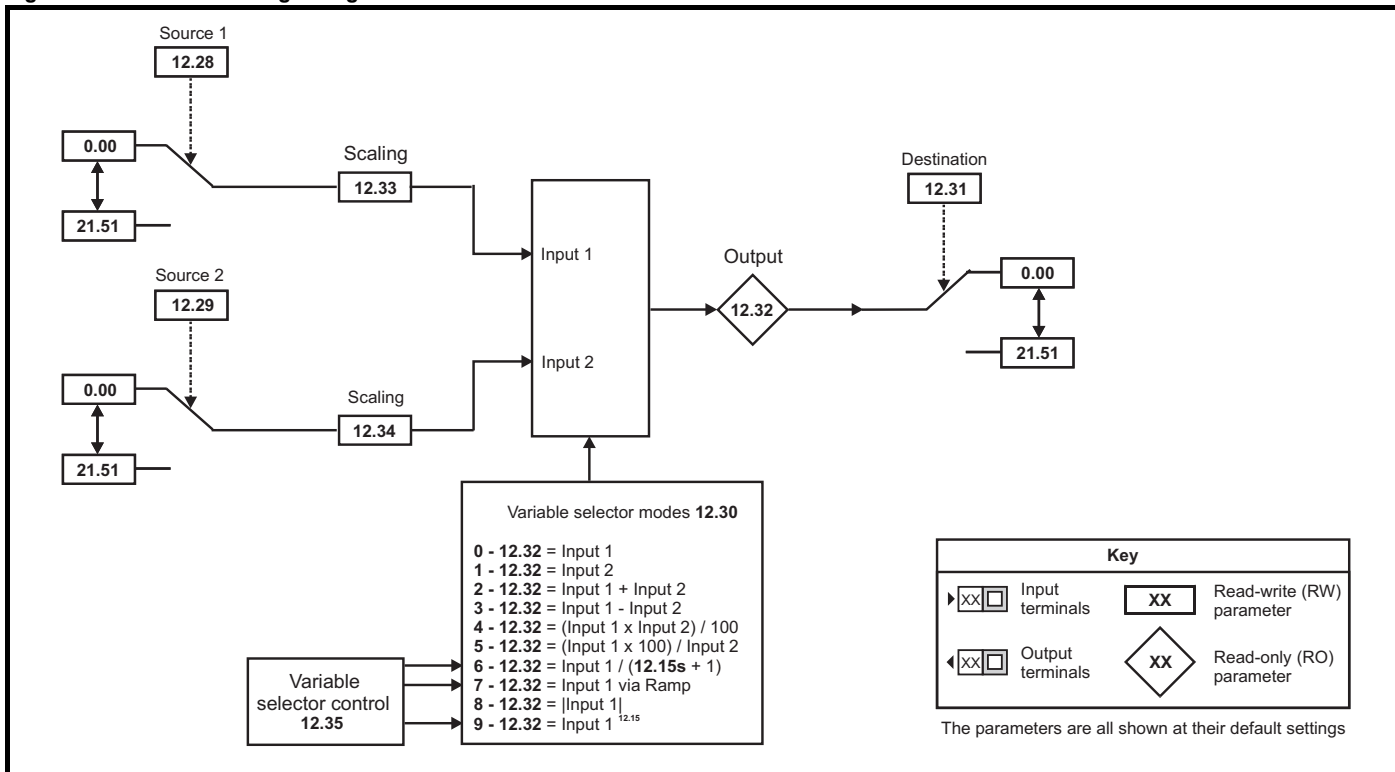 Source 1
12.28
0.00
21.51
Scaling
12.33
Source 2
12.29
0.00
21.51
Scaling
12.34
Input 1
Input 2
Output
12.32
Destination
12.31
0.00
21.51
Variable selector modes 12.30
0 - 12.32 = Input 1
1 - 12.32 = Input 2
2 - 12.32 = Input 1 + Input 2
3 - 12.32 = Input 1 - Input 2
4 - 12.32 = (Input 1 x Input 2) / 100
5 - 12.32 = (Input 1 x 100) / Input 2
6 - 12.32 = Input 1 / (12.15s + 1)
7 - 12.32 = Input 1 via Ramp
8 - 12.32 = |Input 1|
9 - 12.32 = Input 1 12.15
Variable
selector control
12.35
Key
XX
Input
terminals
XX
Read-write (RW)
parameter
XX
Output
terminals
XX
Read-only (RO)
parameter
The parameters are all shown at their default settings